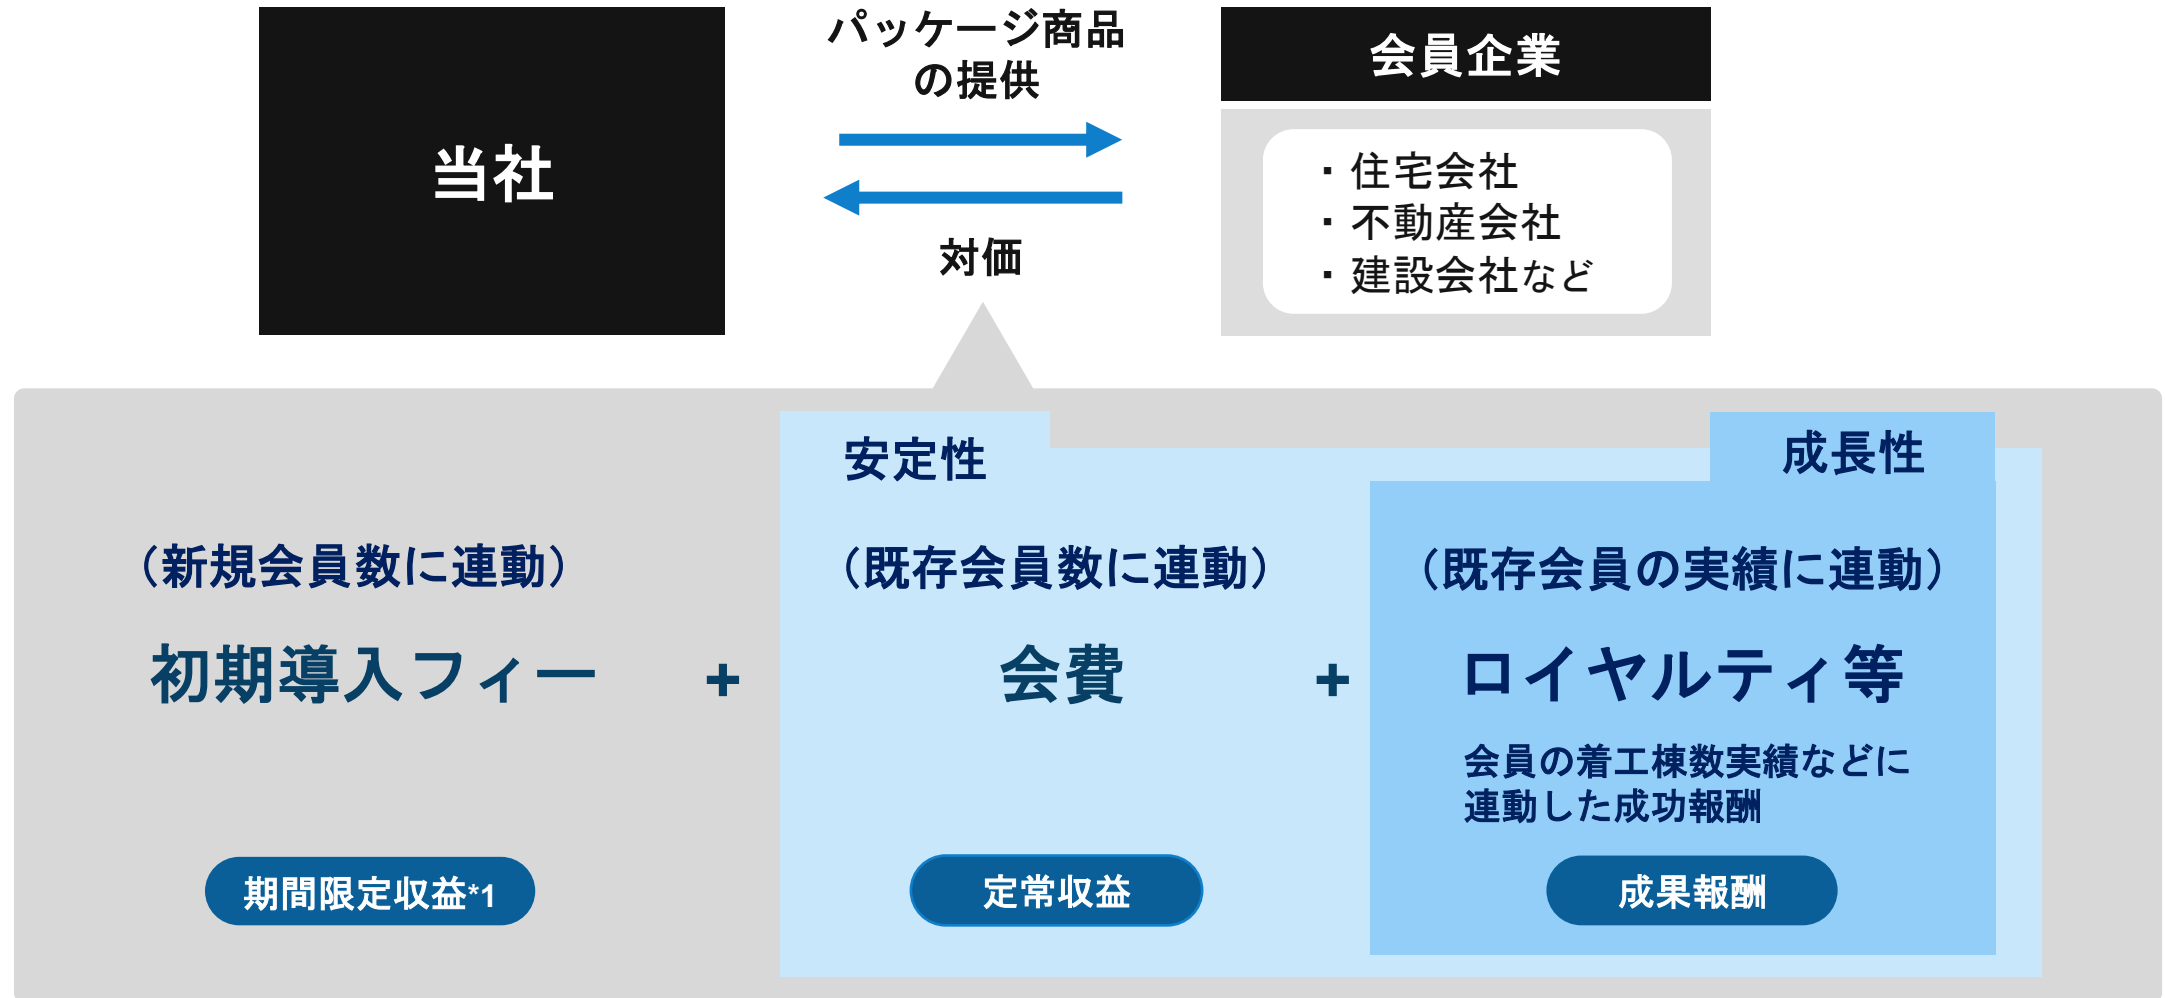 当社
パッケージ商品
の提供
対価
会員企業
・住宅会社
・不動産会社
・建設会社など
安定性
成長性
（新規会員数に連動）
初期導入フィー
期間限定収益*1
+
（既存会員数に連動）
会費
定常収益
+
（既存会員の実績に連動）
ロイヤルティ等
会員の着工棟数実績などに
連動した成功報酬
成果報酬